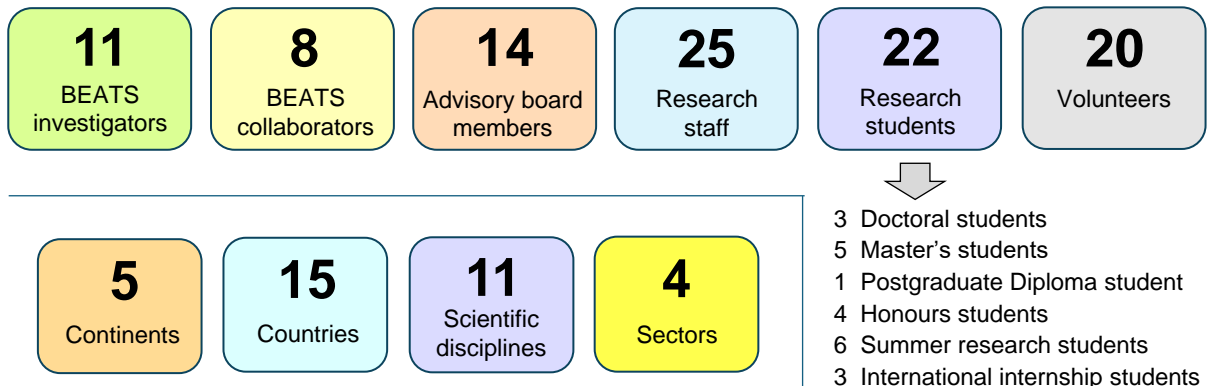 11
BEATS
investigators
8
BEATS
collaborators
14
Advisory board
members
25
Research
staff
22
Research
students
20
Volunteers
3 Doctoral students
5 Master's students
1 Postgraduate Diploma student
4 Honours students
6 Summer research students
3 International internship students
5
Continents
15
Countries
11
Scientific
disciplines
4
Sectors